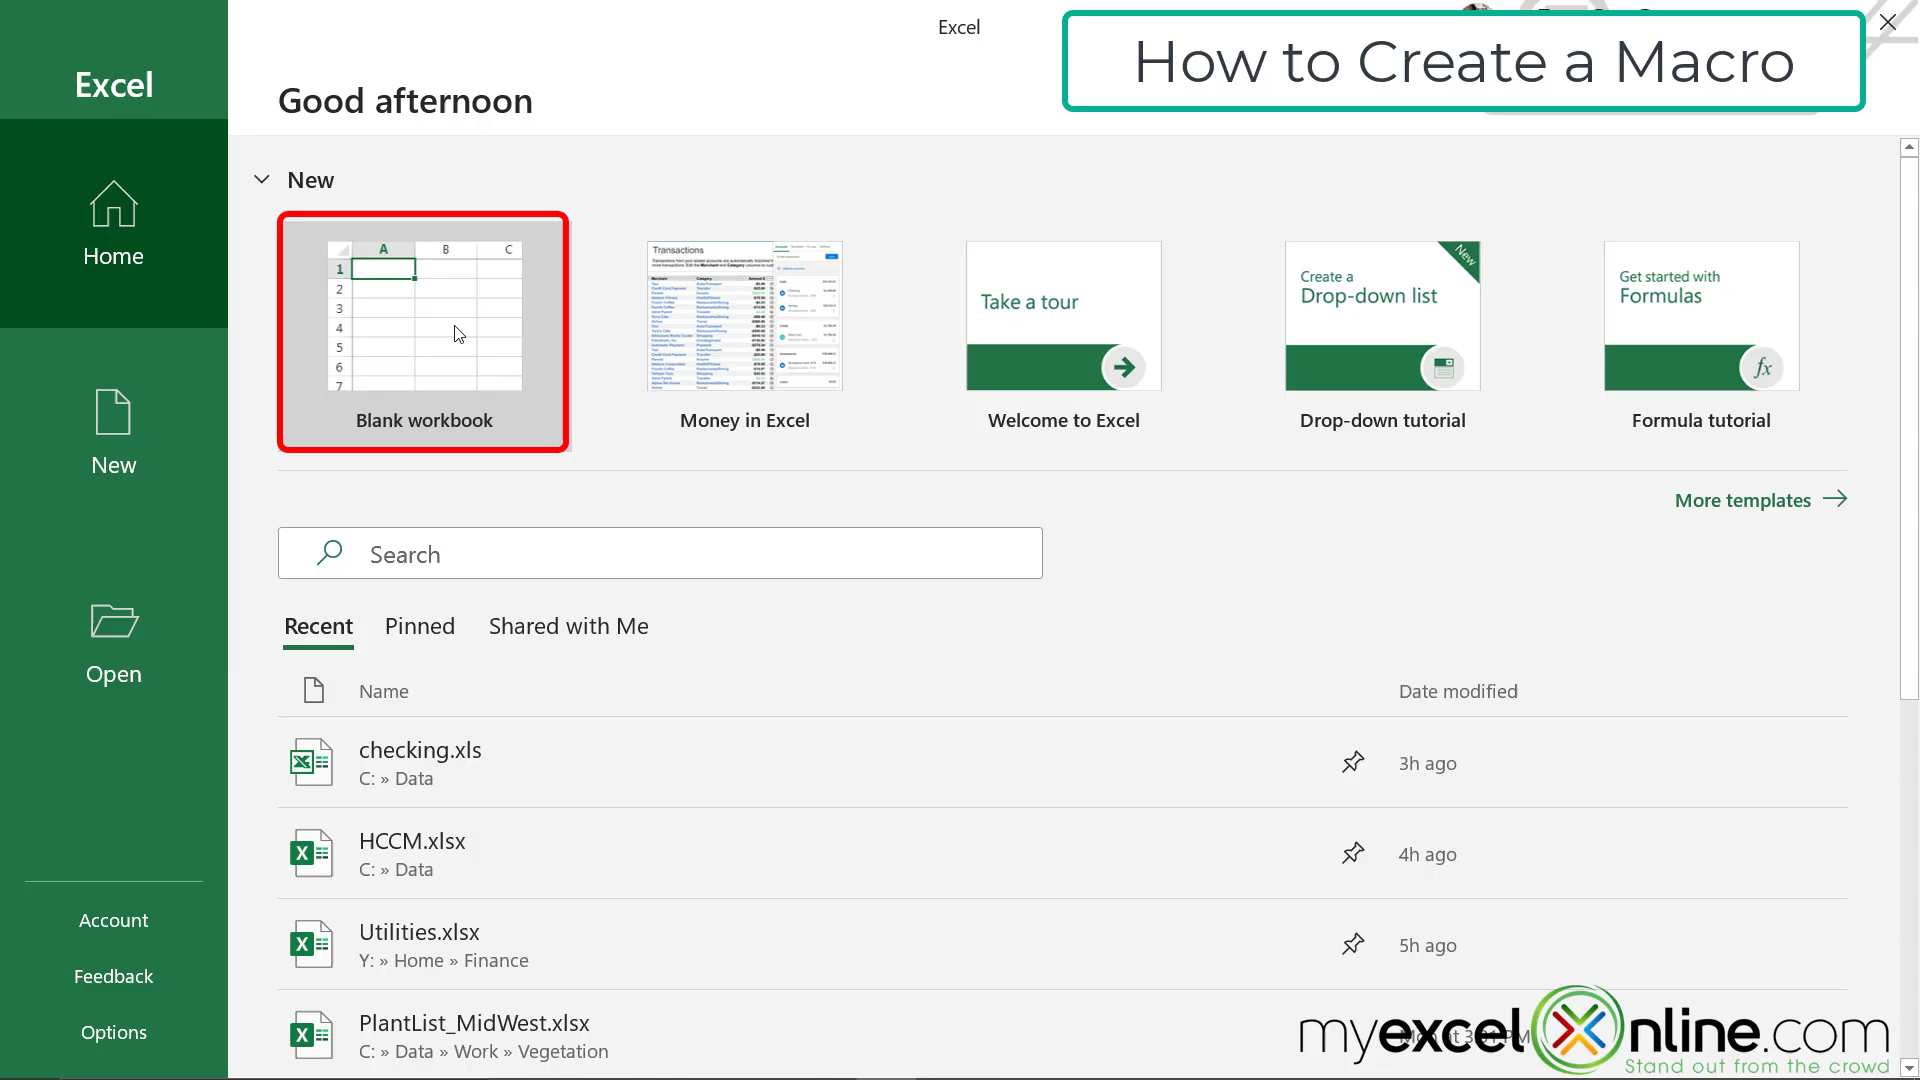 Excel
How to Create a Macro
Excel
Good afternoon
Home
New
Open
Account
Feedback
Options
New
A B C
1
2
3
4
5
6
7
Blank workbook
Transactions
Money in Excel
Take a tour
Welcome to Excel
New
Create a
Drop-down list
Drop-down tutorial
Get started with
Formulas
fx
Formula tutorial
More templates
Search
Recent Pinned Shared with Me
Name Date modified
checking.xls
C: » Data
3h ago
HCCM.xlsx
C: » Data
4h ago
Utilities.xlsx
Y: » Home » Finance
5h ago
PlantList_MidWest.xlsx
C: » Data » Work » Vegetation
myexcelOnline.com
Stand out from the crowd